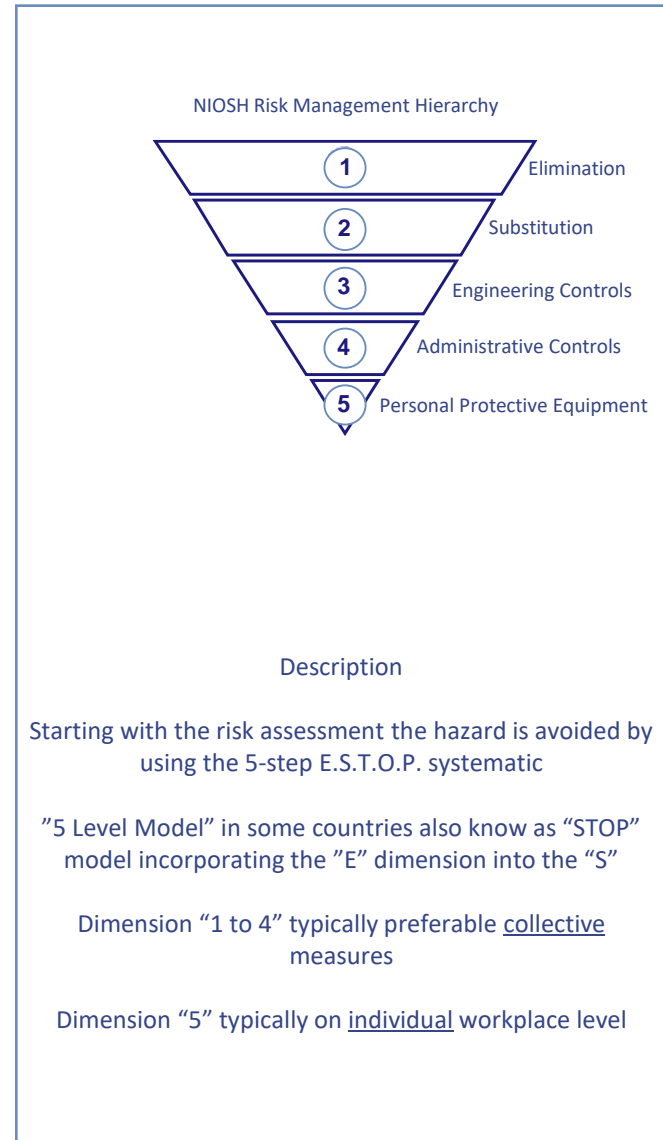 NIOSH Risk Management Hierarchy
1
Elimination
2
Substitution
3
Engineering Controls
4
Administrative Controls
5
Personal Protective Equipment
Description
Starting with the risk assessment the hazard is avoided by
using the 5-step E.S.T.O.P. systematic
”5 Level Model” in some countries also know as “STOP”
model incorporating the ”E” dimension into the “S”
Dimension “1 to 4” typically preferable collective
measures
Dimension “5” typically on individual workplace level